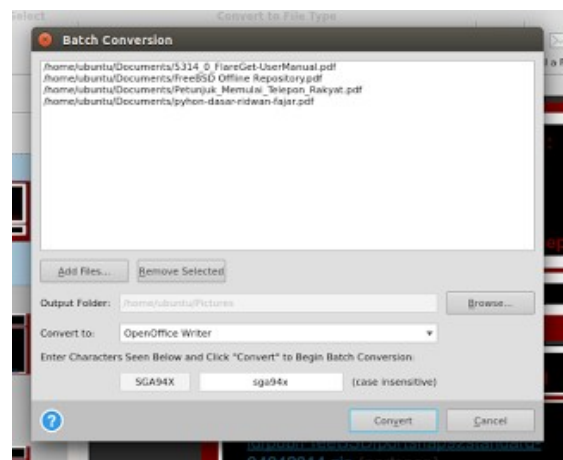 Select
Convert to File Type
Batch Conversion
/home/ubuntu/Documents/5314_0_FlareGet-UserManual.pdf
/home/ubuntu/Documents/FreeBSD Offline Repository.pdf
/home/ubuntu/Documents/Petunjuk_Memulai_Telepon_Rakyat.pdf
/home/ubuntu/Documents/pyhon-dasar-ridwan-fajar.pdf
Add Files...
Remove Selected
Output Folder:
/home/ubuntu/Pictures
Browse...
Convert to:
OpenOffice Writer
Enter Characters Seen Below and Click "Convert" to Begin Batch Conversion:
SGA94X
sga94x
(case insensitive)
?
Convert
Cancel